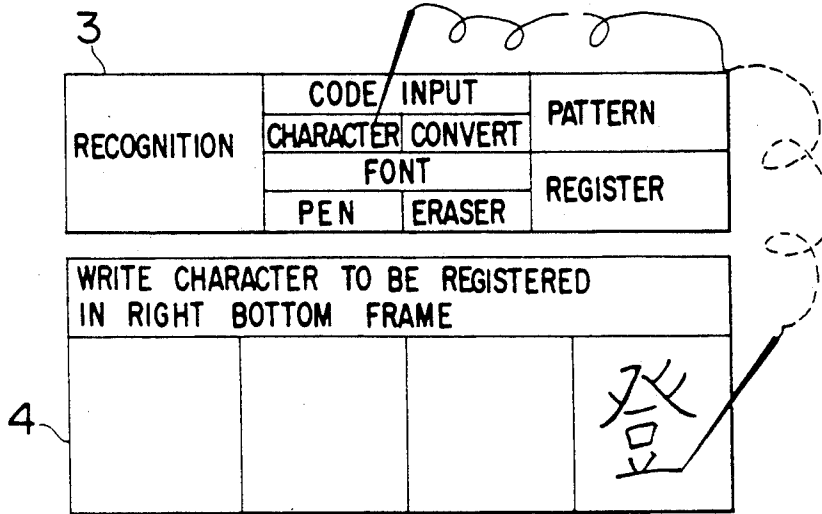 3
RECOGNITION
CODE INPUT
CHARACTER CONVERT
FONT
PEN ERASER
PATTERN
REGISTER
WRITE CHARACTER TO BE REGISTERED
IN RIGHT BOTTOM FRAME
4
登